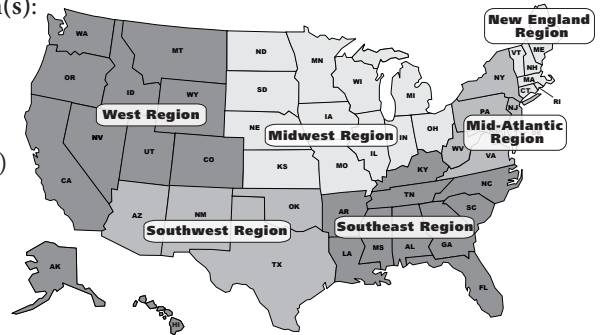 (s):
New England
Region
WA
MT
ND
MN
VT
ME
NH
OR
ID
SD
WI
MI
NY
MA
CT
RI
WY
West Region
IA
PA
NJ
NE
Midwest Region
Mid-Atlantic
Region
NV
UT
CO
IL
IN
OH
WV
VA
)
CA
KS
MO
KY
AZ
NM
OK
AR
TN
NC
SC
Southwest Region
Southeast Region
MS
AL
GA
LA
TX
AK
FL
HI